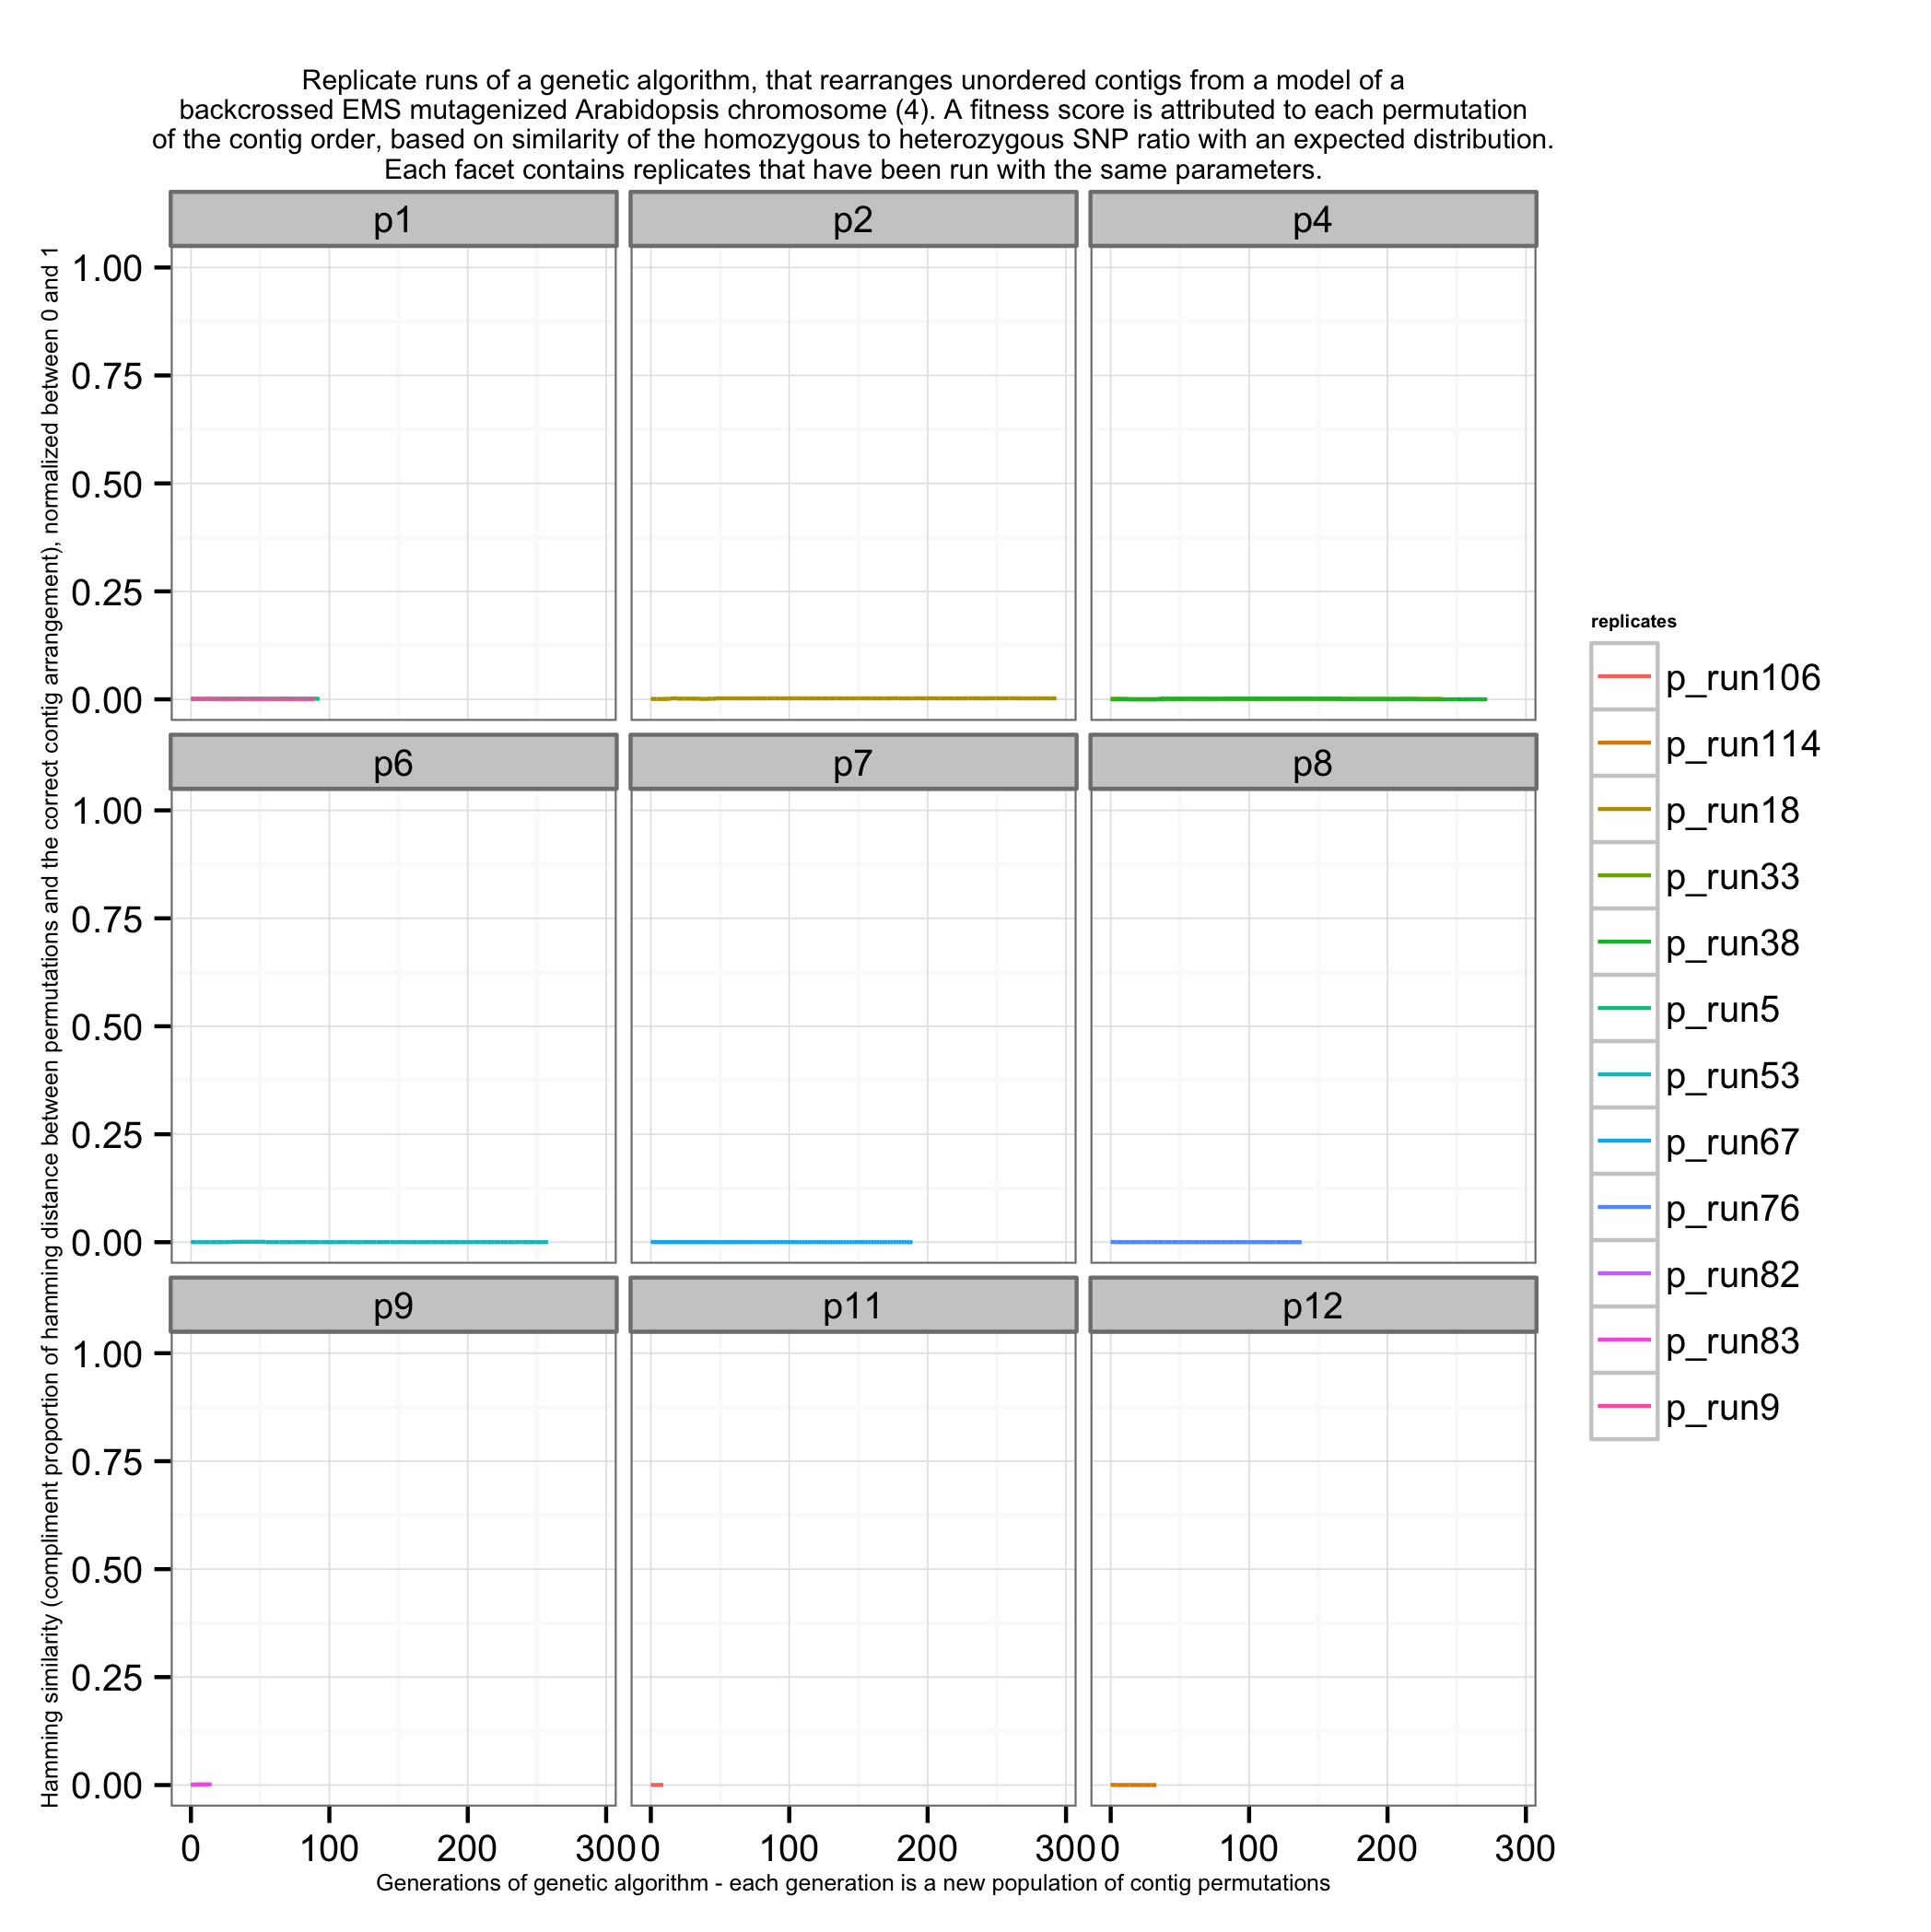 Replicate runs of a genetic algorithm, that rearranges unordered contigs from a model of a
backcrossed EMS mutagenized Arabidopsis chromosome (4). A fitness score is attributed to each permutation
of the contig order, based on similarity of the homozygous to heterozygous SNP ratio with an expected distribution.
Each facet contains replicates that have been run with the same parameters.
Hamming similarity (compliment proportion of hamming distance between permutations and the correct contig arrangement), normalized between 0 and 1
p1 p2 p4
1.00
0.75
0.50
0.25
0.00
p6 p7 p8
1.00
0.75
0.50
0.25
0.00
p9 p11 p12
1.00
0.75
0.50
0.25
0.00
0 100 200 300 0 100 200 300 0 100 200 300
Generations of genetic algorithm - each generation is a new population of contig permutations
replicates
p_run106
p_run114
p_run18
p_run33
p_run38
p_run5
p_run53
p_run67
p_run76
p_run82
p_run83
p_run9